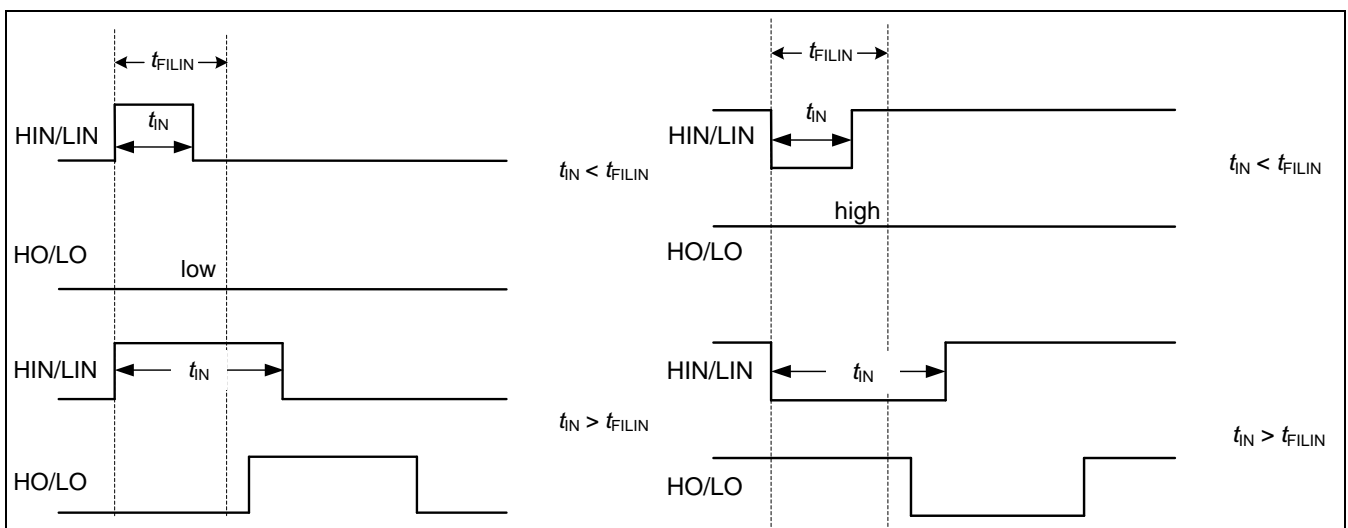 tFILIN
HIN/LIN
tIN
tIN < tFILIN
HO/LO
low
HIN/LIN
tIN
tIN > tFILIN
HO/LO
tFILIN
HIN/LIN
tIN
tIN < tFILIN
high
HO/LO
HIN/LIN
tIN
tIN > tFILIN
HO/LO